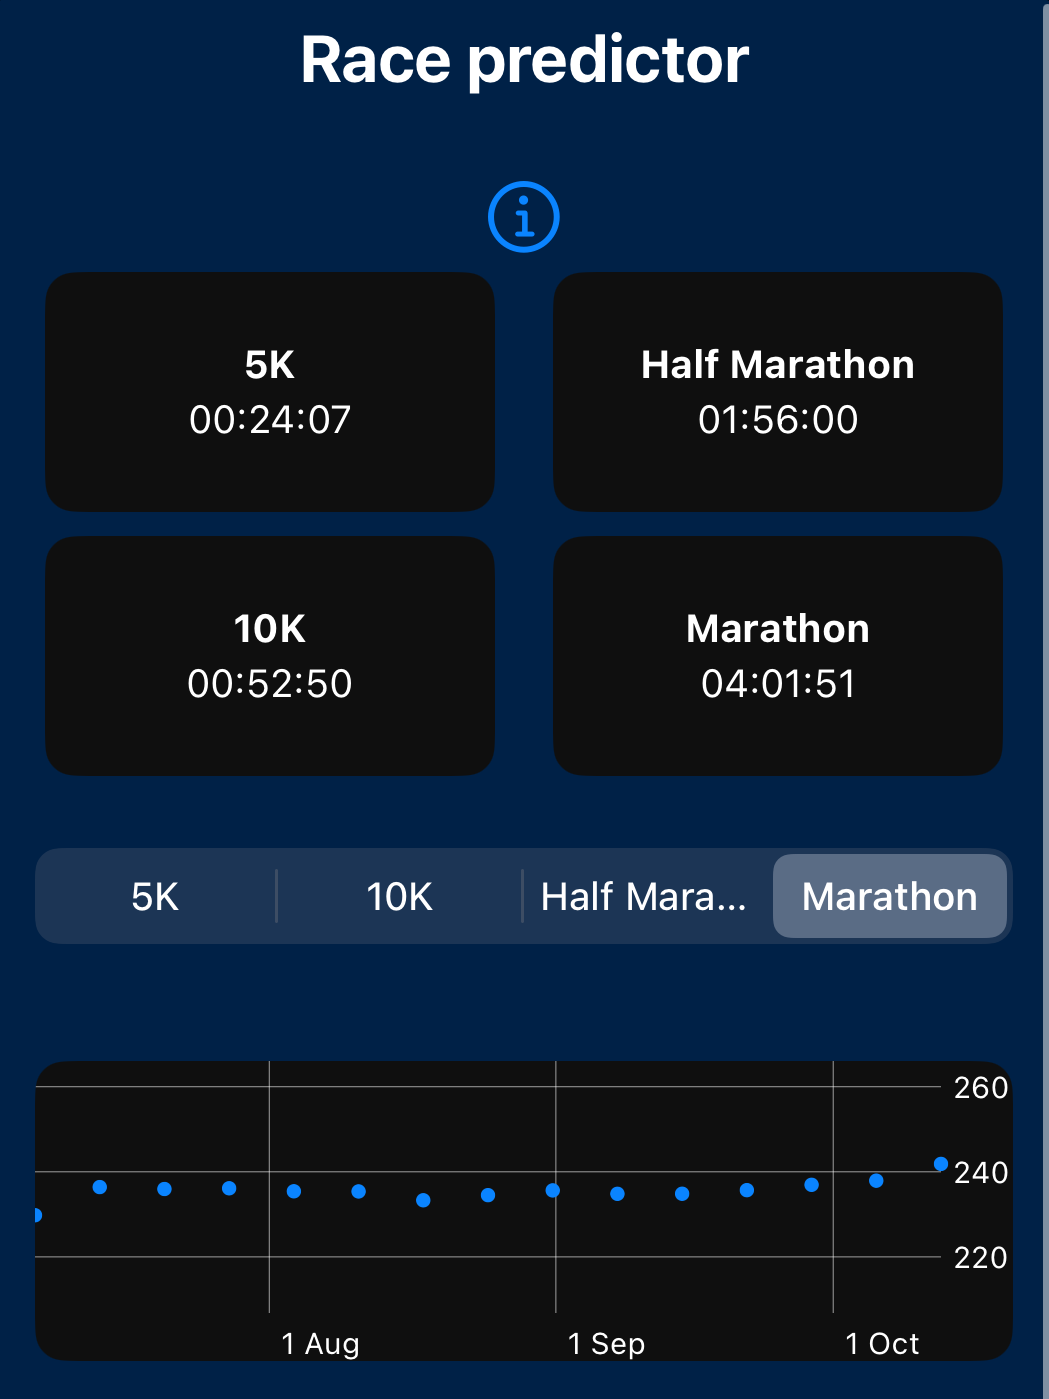 Race predictor
5K
00:24:07
Half Marathon
01:56:00
10K
00:52:50
Marathon
04:01:51
5K
10K
Half Mara...
Marathon
260
240
220
1 Aug
1 Sep
1 Oct